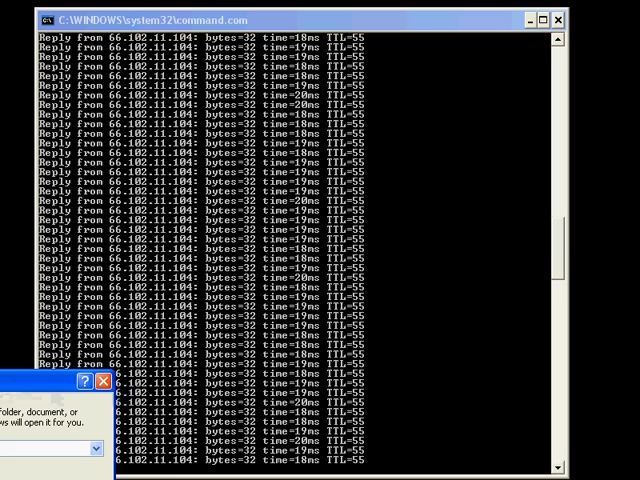 C:\WINDOWS\system32\command.com
Reply from 66.102.11.104: bytes=32 time=18ms TTL=55
Reply from 66.102.11.104: bytes=32 time=19ms TTL=55
Reply from 66.102.11.104: bytes=32 time=19ms TTL=55
Reply from 66.102.11.104: bytes=32 time=18ms TTL=55
Reply from 66.102.11.104: bytes=32 time=18ms TTL=55
Reply from 66.102.11.104: bytes=32 time=19ms TTL=55
Reply from 66.102.11.104: bytes=32 time=20ms TTL=55
Reply from 66.102.11.104: bytes=32 time=20ms TTL=55
Reply from 66.102.11.104: bytes=32 time=18ms TTL=55
Reply from 66.102.11.104: bytes=32 time=18ms TTL=55
Reply from 66.102.11.104: bytes=32 time=18ms TTL=55
Reply from 66.102.11.104: bytes=32 time=19ms TTL=55
Reply from 66.102.11.104: bytes=32 time=18ms TTL=55
Reply from 66.102.11.104: bytes=32 time=19ms TTL=55
Reply from 66.102.11.104: bytes=32 time=19ms TTL=55
Reply from 66.102.11.104: bytes=32 time=19ms TTL=55
Reply from 66.102.11.104: bytes=32 time=19ms TTL=55
Reply from 66.102.11.104: bytes=32 time=20ms TTL=55
Reply from 66.102.11.104: bytes=32 time=18ms TTL=55
Reply from 66.102.11.104: bytes=32 time=19ms TTL=55
Reply from 66.102.11.104: bytes=32 time=19ms TTL=55
Reply from 66.102.11.104: bytes=32 time=19ms TTL=55
Reply from 66.102.11.104: bytes=32 time=18ms TTL=55
Reply from 66.102.11.104: bytes=32 time=18ms TTL=55
Reply from 66.102.11.104: bytes=32 time=19ms TTL=55
Reply from 66.102.11.104: bytes=32 time=20ms TTL=55
Reply from 66.102.11.104: bytes=32 time=18ms TTL=55
Reply from 66.102.11.104: bytes=32 time=19ms TTL=55
Reply from 66.102.11.104: bytes=32 time=19ms TTL=55
Reply from 66.102.11.104: bytes=32 time=19ms TTL=55
Reply from 66.102.11.104: bytes=32 time=19ms TTL=55
Reply from 66.102.11.104: bytes=32 time=18ms TTL=55
Reply from 66.102.11.104: bytes=32 time=18ms TTL=55
Reply from 66.102.11.104: bytes=32 time=18ms TTL=55
Reply from 66.102.11.104: bytes=32 time=19ms TTL=55
6.102.11.104: bytes=32 time=18ms TTL=55
6.102.11.104: bytes=32 time=19ms TTL=55
6.102.11.104: bytes=32 time=19ms TTL=55
6.102.11.104: bytes=32 time=20ms TTL=55
6.102.11.104: bytes=32 time=18ms TTL=55
6.102.11.104: bytes=32 time=18ms TTL=55
6.102.11.104: bytes=32 time=19ms TTL=55
6.102.11.104: bytes=32 time=20ms TTL=55
6.102.11.104: bytes=32 time=19ms TTL=55
6.102.11.104: bytes=32 time=18ms TTL=55
folder, document, or
ws will open it for you.